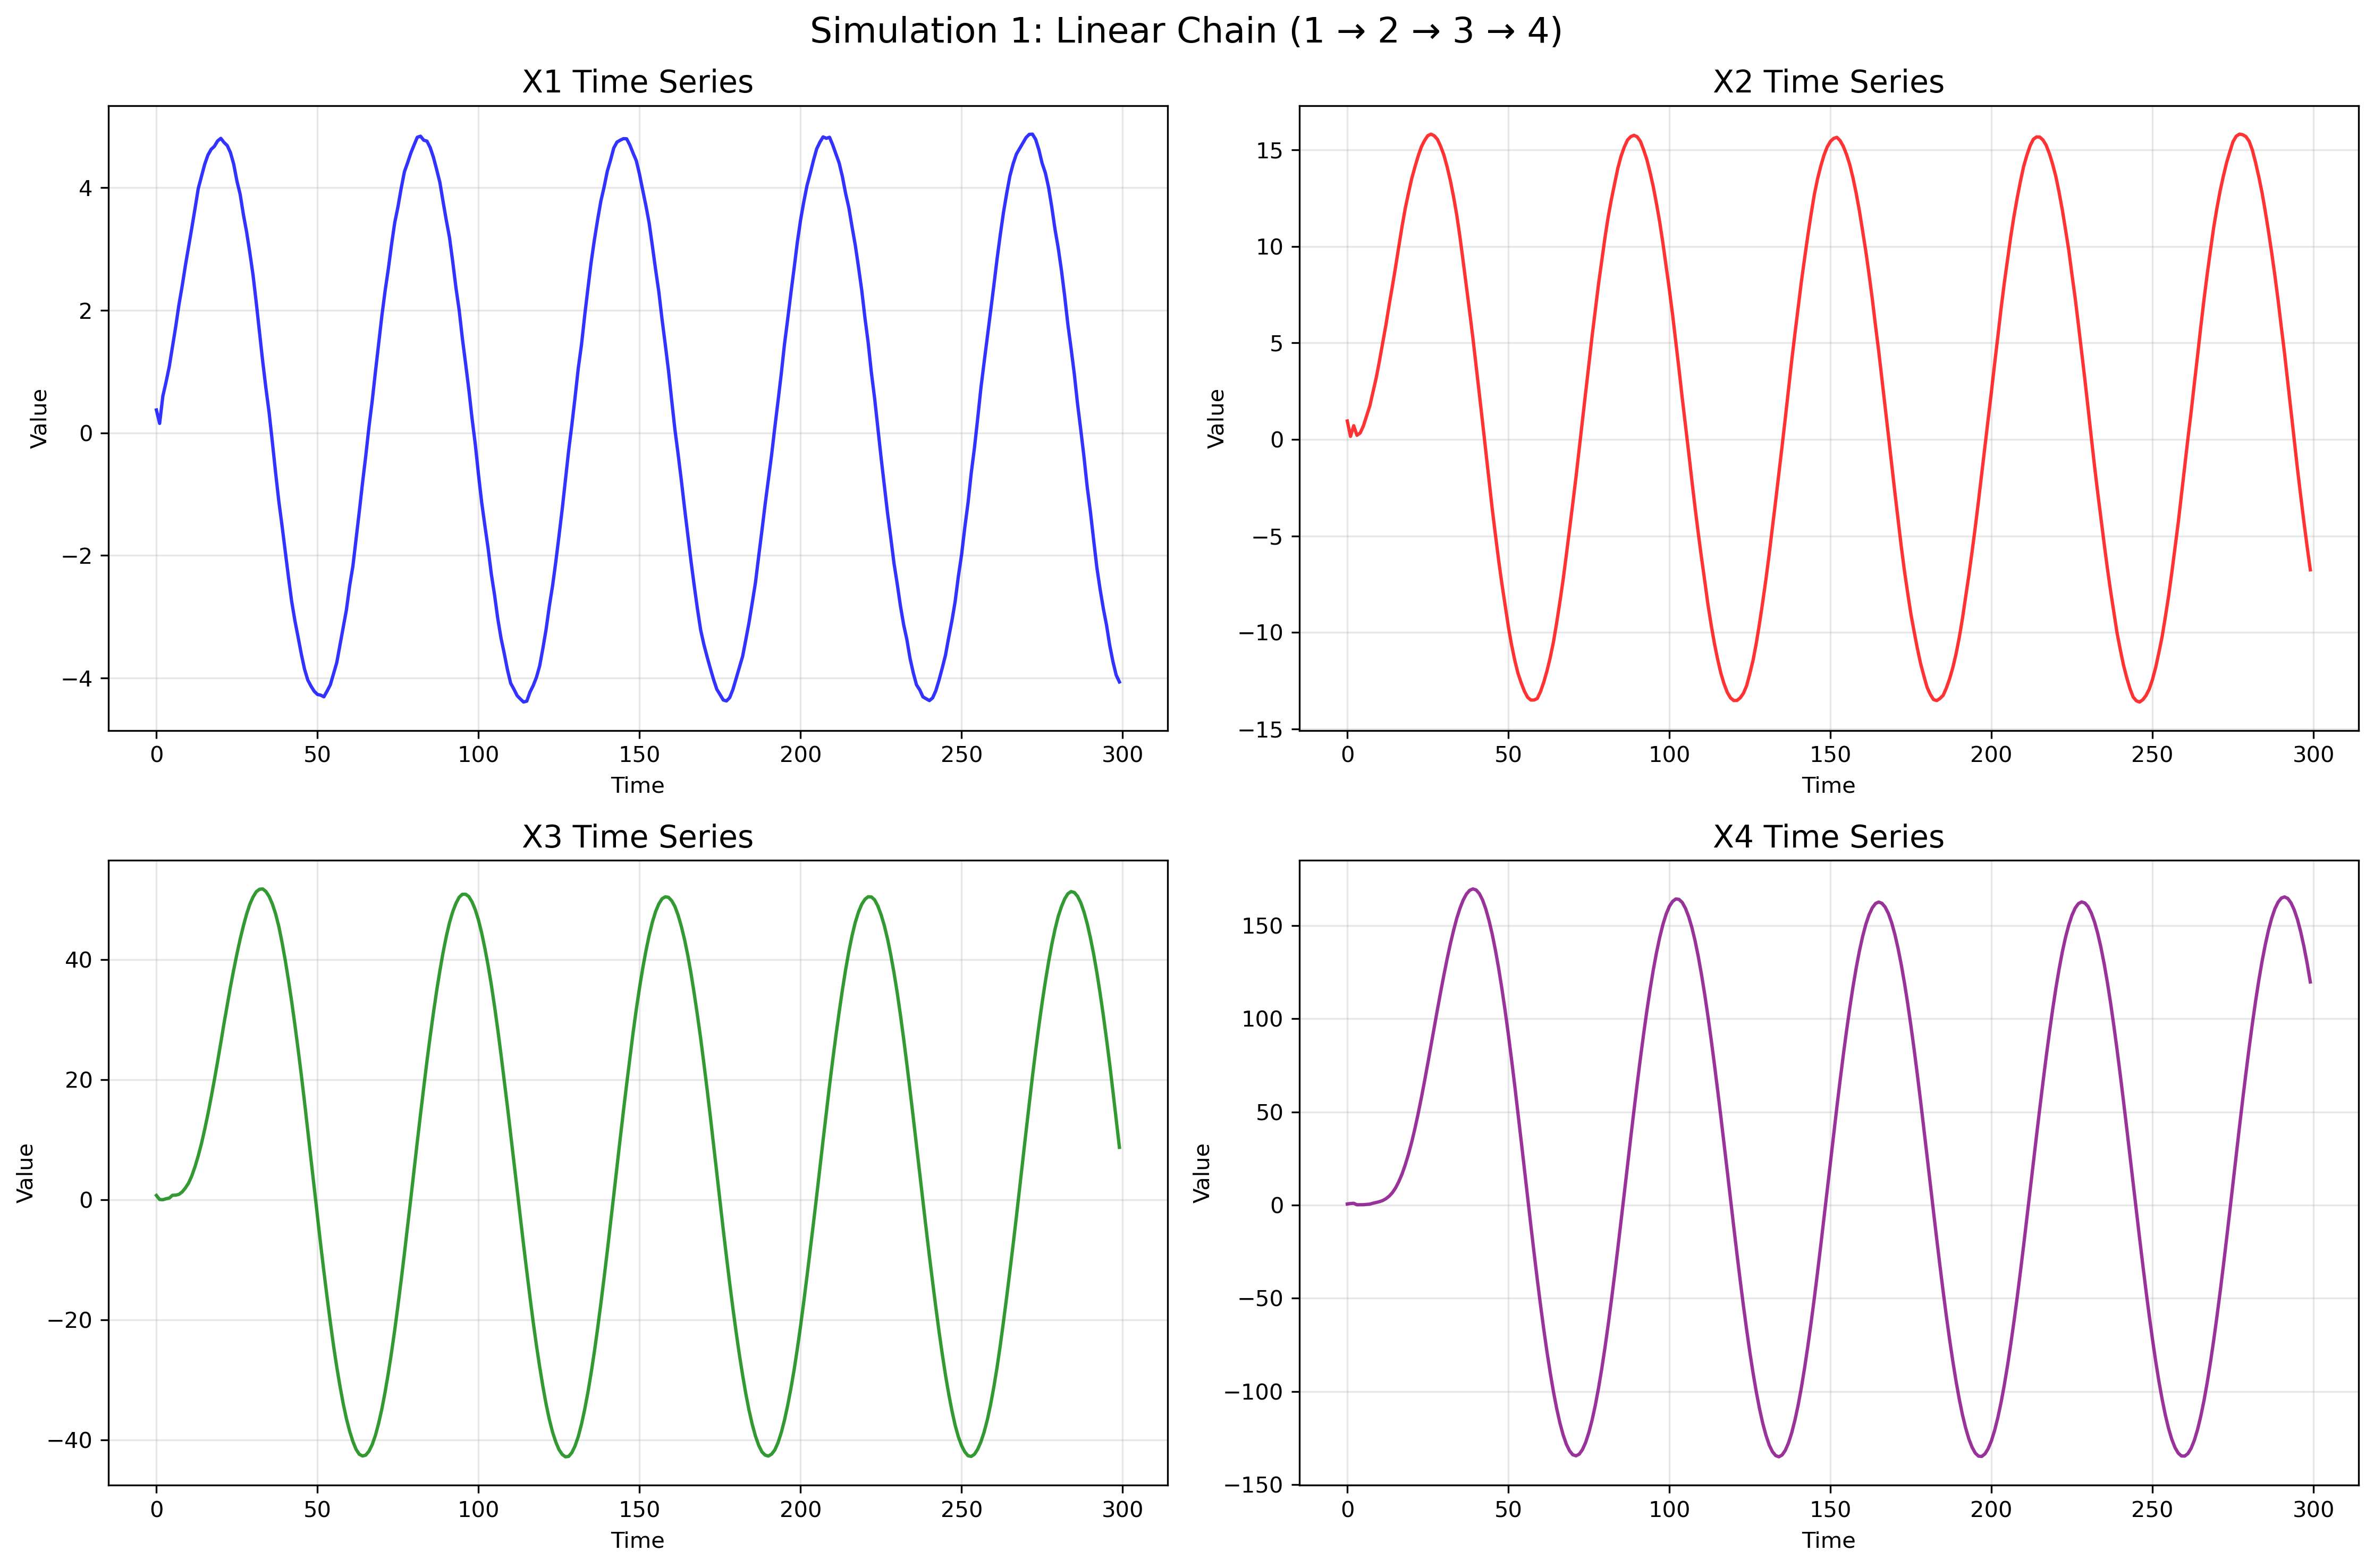 Simulation 1: Linear Chain (1 → 2 → 3 → 4)
X1 Time Series
Value
4
2
0
−2
−4
0 50 100 150 200 250 300
Time
X2 Time Series
Value
15
10
5
0
−5
−10
−15
0 50 100 150 200 250 300
Time
X3 Time Series
Value
40
20
0
−20
−40
0 50 100 150 200 250 300
Time
X4 Time Series
Value
150
100
50
0
−50
−100
−150
0 50 100 150 200 250 300
Time